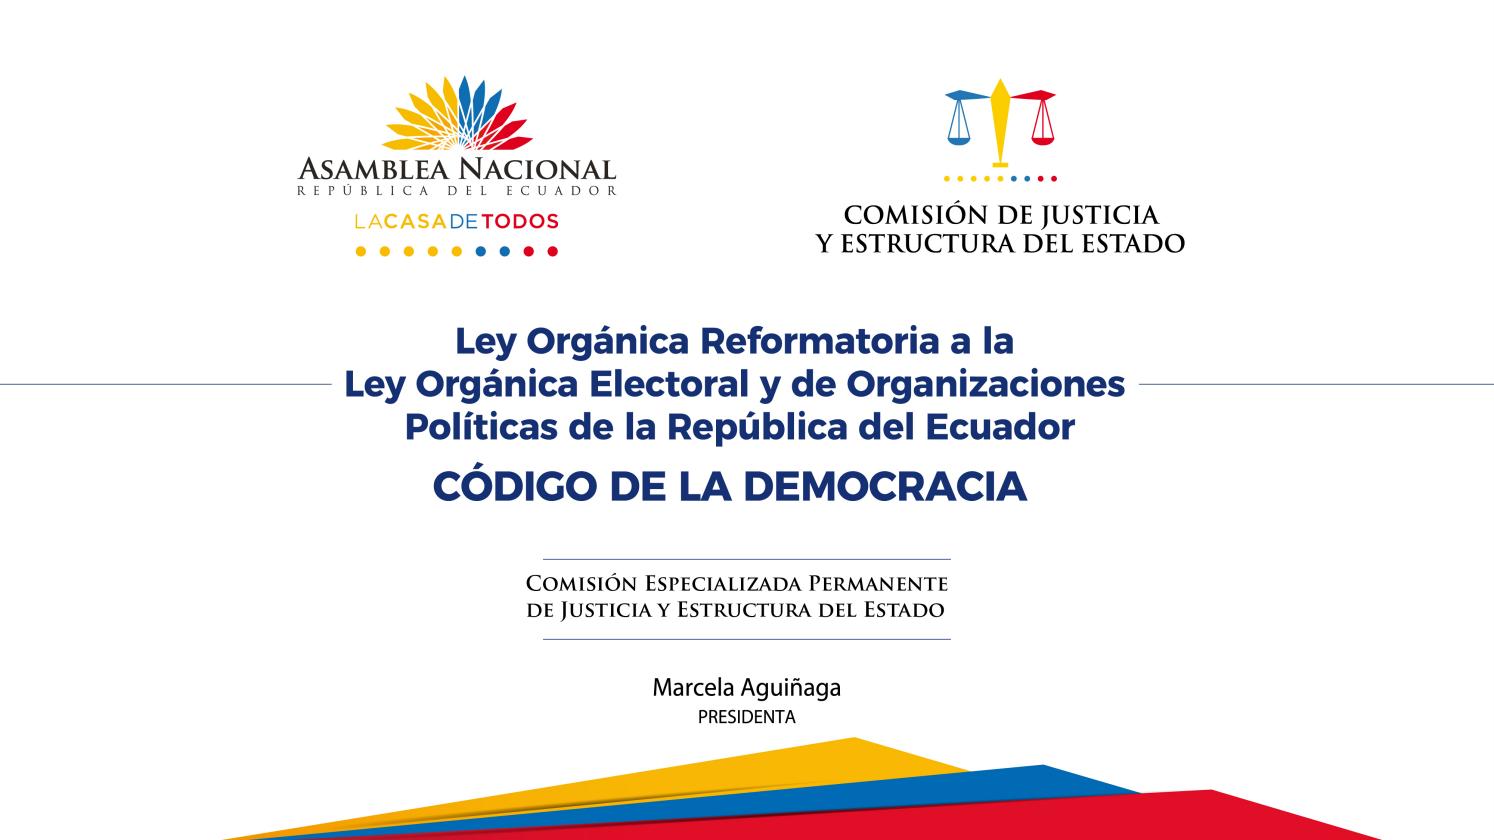 ASAMBLEA NACIONAL
REPÚBLICA DEL ECUADOR
LACASADETODOS
COMISIÓN DE JUSTICIA
Y ESTRUCTURA DEL ESTADO
Ley Orgánica Reformatoria a la
Ley Orgánica Electoral y de Organizaciones
Políticas de la República del Ecuador
CÓDIGO DE LA DEMOCRACIA
COMISIÓN ESPECIALIZADA PERMANENTE
DE JUSTICIA Y ESTRUCTURA DEL ESTADO
Marcela Aguiñaga
PRESIDENTA